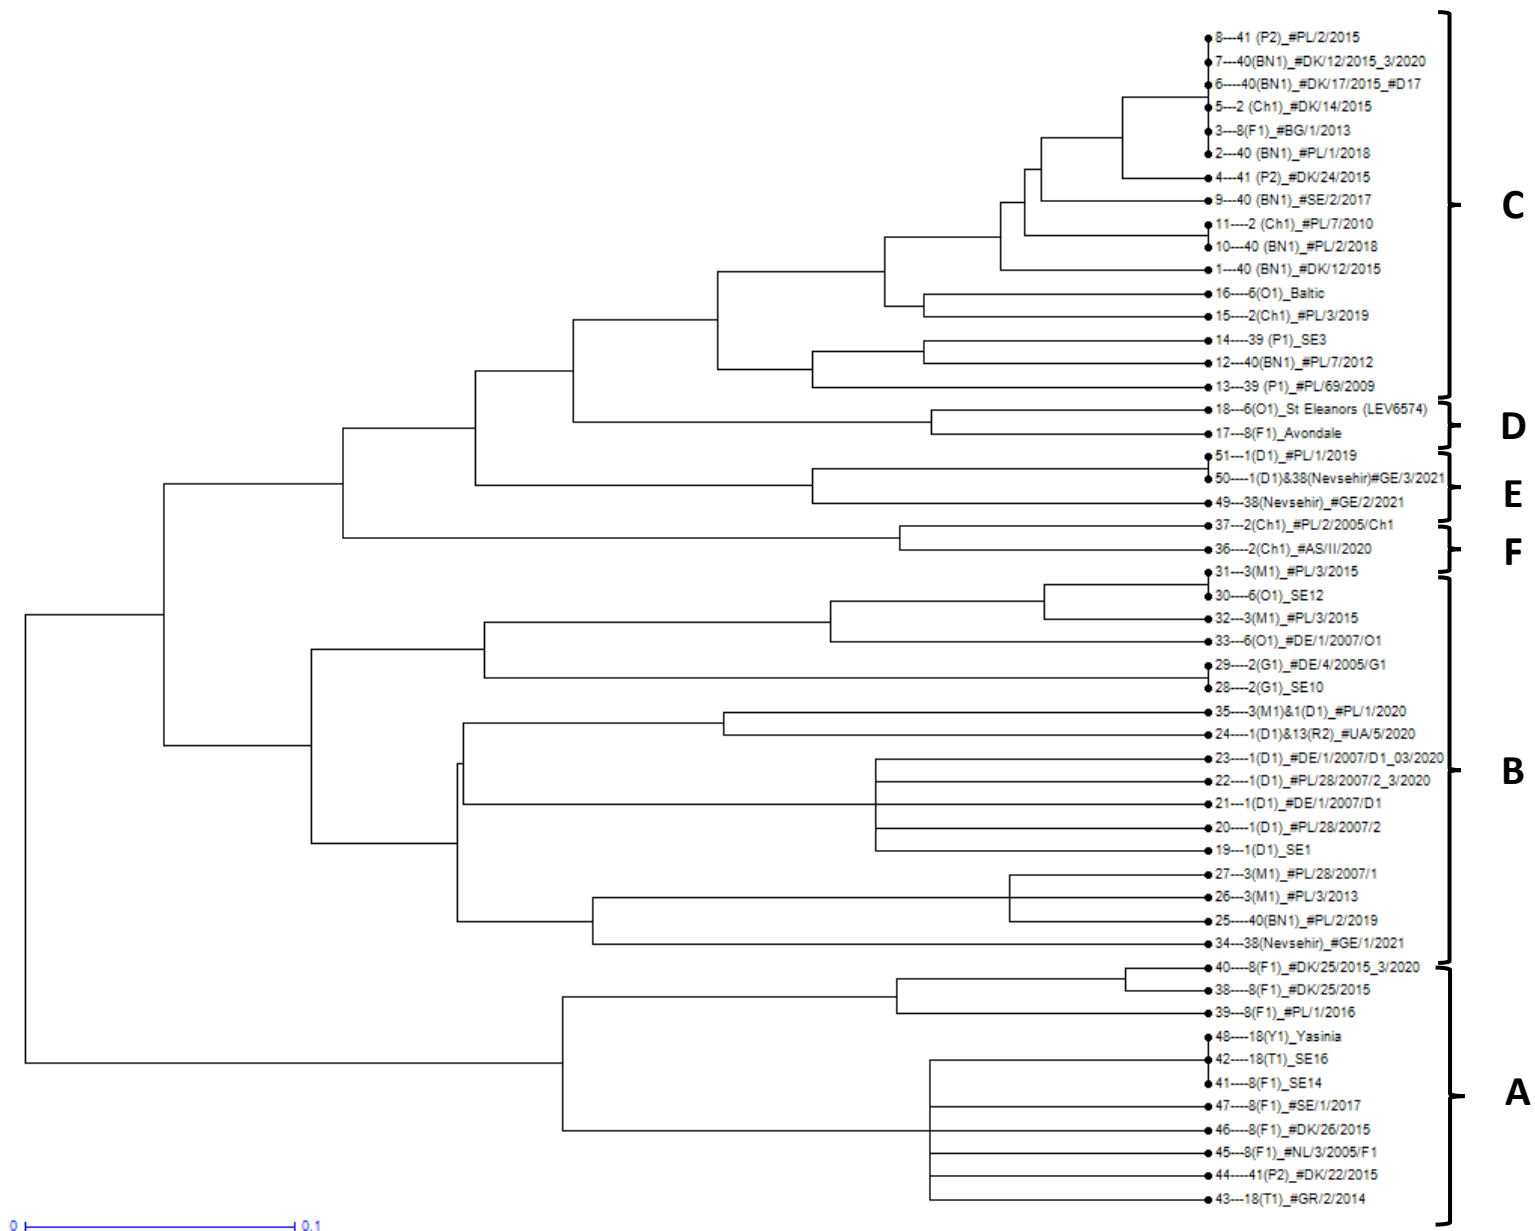 8---41 (P2)_#PL/2/2015
7---40(BN1)_#DK/12/2015_3/2020
6----40(BN1)_#DK/17/2015_#D17
5---2 (Ch1)_#DK/14/2015
3---8(F1)_#BG/1/2013
2---40 (BN1)_#PL/1/2018
4---41 (P2)_#DK/24/2015
9---40 (BN1)_#SE/2/2017
C
11----2 (Ch1)_#PL/7/2010
10---40 (BN1)_#PL/2/2018
1---40 (BN1)_#DK/12/2015
16----6(O1)_Baltic
15----2(Ch1)_#PL/3/2019
14----39 (P1)_SE3
12---40(BN1)_#PL/7/2012
13---39 (P1)_#PL/69/2009
18---6(O1)_St Eleanors (LEV6574)
D
17---8(F1)_Avondale
51---1(D1)_#PL/1/2019
50----1(D1)&38(Nevsehir)#GE/3/2021
E
49---38(Nevsehir)_#GE/2/2021
37---2(Ch1)_#PL/2/2005/Ch1
36----2(Ch1)_#AS/II/2020
F
31---3(M1)_#PL/3/2015
30----6(O1)_SE12
32---3(M1)_#PL/3/2015
33---6(O1)_#DE/1/2007/O1
29----2(G1)_#DE/4/2005/G1
28----2(G1)_SE10
35----3(M1)&1(D1)_#PL/1/2020
24----1(D1)&13(R2)_#UA/5/2020
23----1(D1)_#DE/1/2007/D1_03/2020
B
22----1(D1)_#PL/28/2007/2_3/2020
21---1(D1)_#DE/1/2007/D1
20----1(D1)_#PL/28/2007/2
19---1(D1)_SE1
27---3(M1)_#PL/28/2007/1
26---3(M1)_#PL/3/2013
25----40(BN1)_#PL/2/2019
34---38(Nevsehir)_#GE/1/2021
40----8(F1)_#DK/25/2015_3/2020
38----8(F1)_#DK/25/2015
39---8(F1)_#PL/1/2016
48----18(Y1)_Yasinia
42----18(T1)_SE16
41----8(F1)_SE14
A
47----8(F1)_#SE/1/2017
46----8(F1)_#DK/26/2015
45---8(F1)_#NL/3/2005/F1
44----41(P2)_#DK/22/2015
43---18(T1)_#GR/2/2014
0 0.1